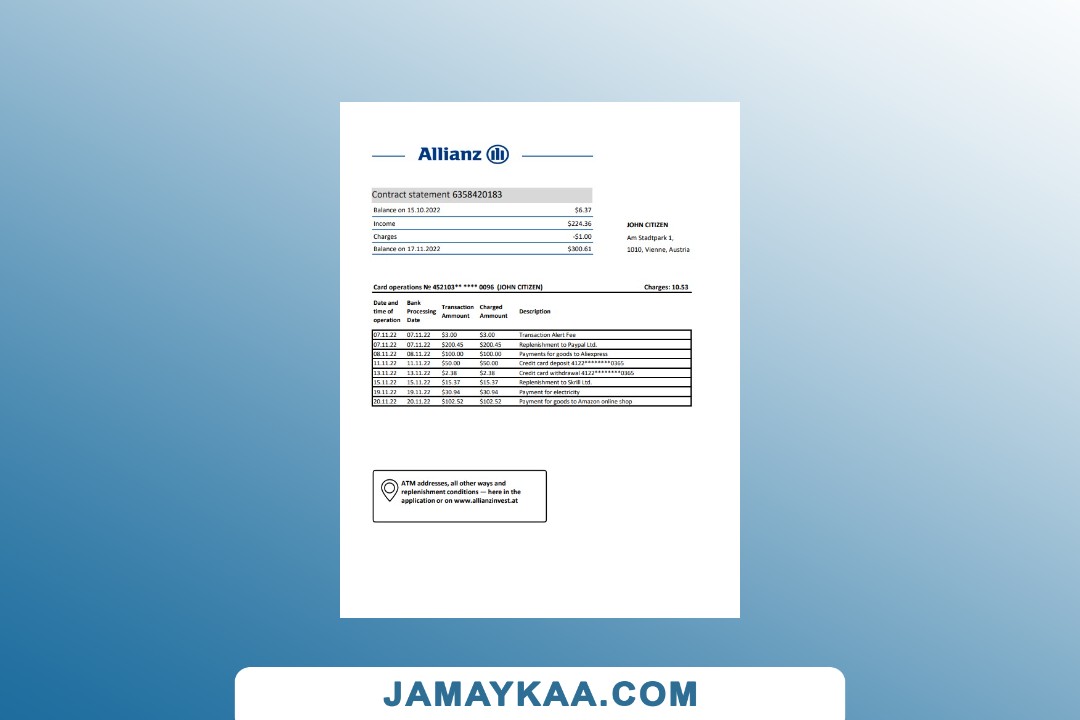 Allianz
Contract statement 6358420183
Balance on 15.10.2022 $6.37
Income $224.36
Charges -$1.00
Balance on 17.11.2022 $300.61
JOHN CITIZEN
Am Stadtpark 1,
1010, Vienne, Austria
Card operations № 452103** **** 0096 (JOHN CITIZEN) Charges: 10.53
Date and time of operation Bank Processing Date Transaction Ammount Charged Ammount Description
07.11.22 07.11.22 $3.00 $3.00 Transaction Alert Fee
07.11.22 07.11.22 $200.45 $200.45 Replenishment to Paypal Ltd.
08.11.22 08.11.22 $100.00 $100.00 Payments for goods to Aliexpress
11.11.22 11.11.22 $50.00 $50.00 Credit card deposit 4122********0365
13.11.22 13.11.22 $2.38 $2.38 Credit card withdrawal 4122********0365
15.11.22 15.11.22 $15.37 $15.37 Replenishment to Skrill Ltd.
19.11.22 19.11.22 $30.94 $30.94 Payment for electricity
20.11.22 20.11.22 $102.52 $102.52 Payment for goods to Amazon online shop
ATM addresses, all other ways and
replenishment conditions — here in the
application or on www.allianzinvest.at
JAMAYKAA.COM